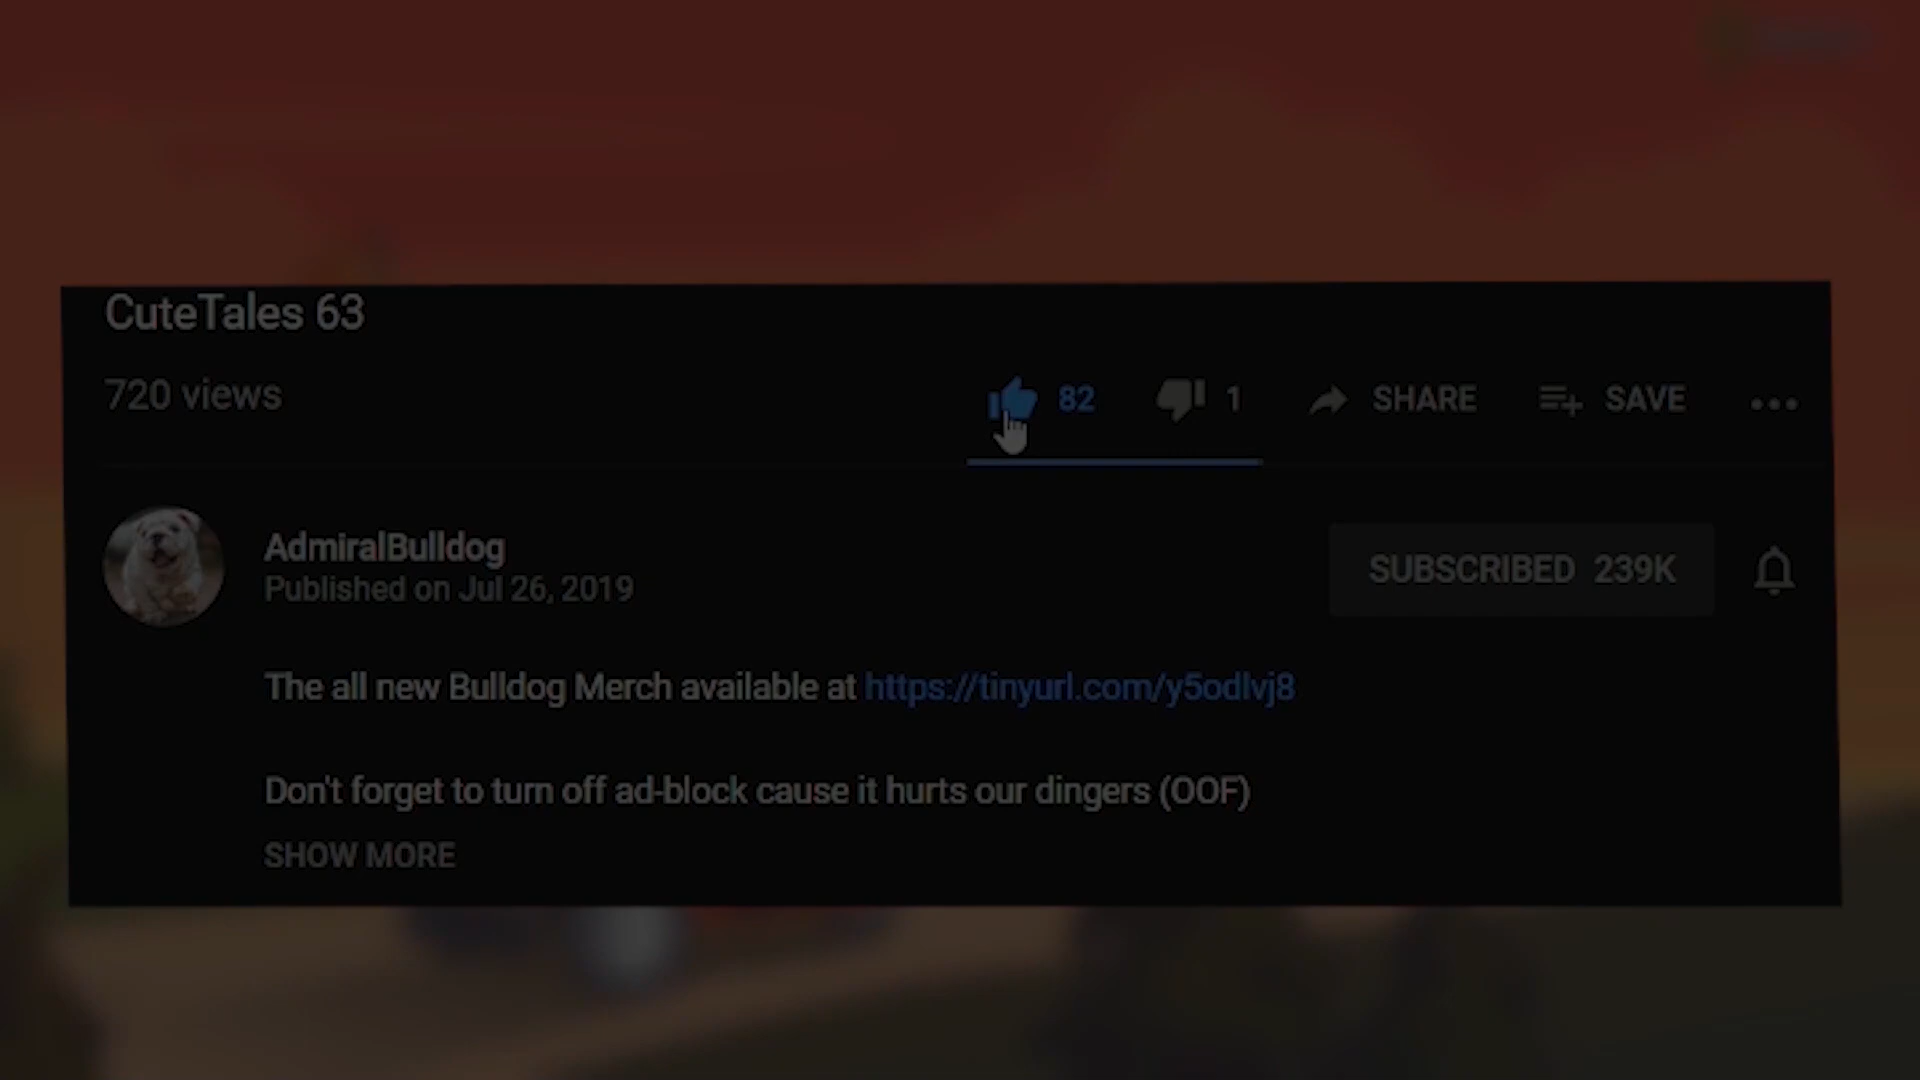 CuteTales 63
720 views
82 1 SHARE SAVE
AdmiralBulldog
Published on Jul 26, 2019
SUBSCRIBED 239K
The all new Bulldog Merch available at https://tinyurl.com/y5odlvj8
Don't forget to turn off ad-block cause it hurts our dingers (OOF)
SHOW MORE